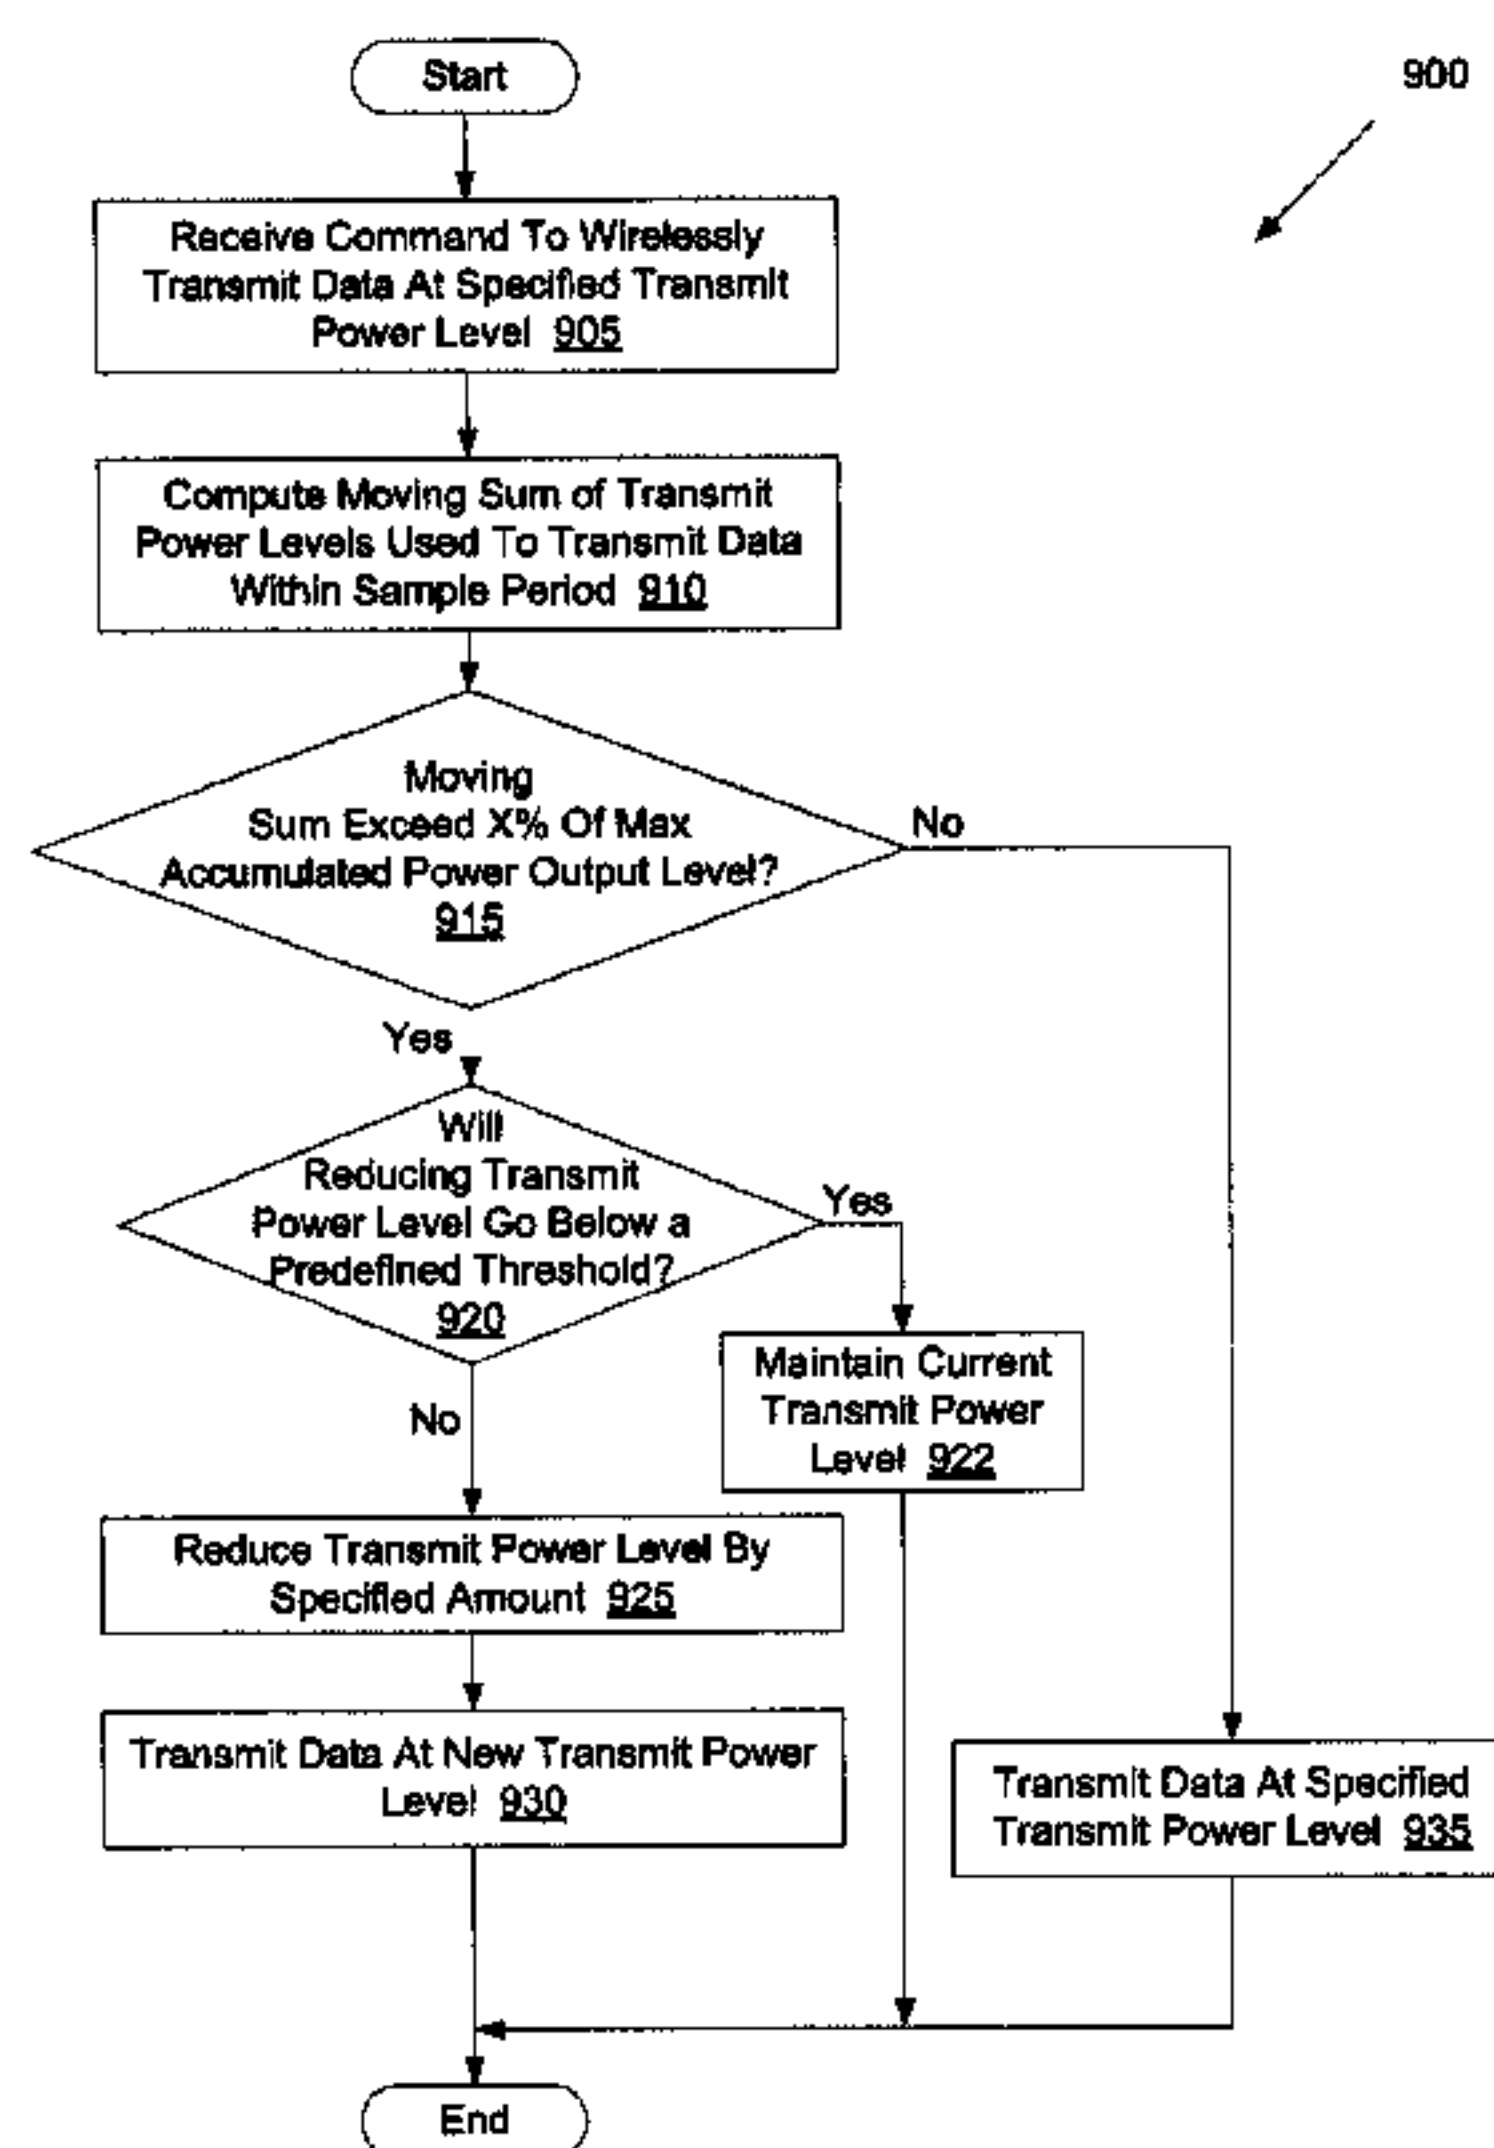 Start
900
Receive Command To Wirelessly
Transmit Data At Specified Transmit
Power Level 905
Compute Moving Sum of Transmit
Power Levels Used To Transmit Data
Within Sample Period 910
Moving
Sum Exceed X% Of Max
Accumulated Power Output Level?
915
No
Yes
Will
Reducing Transmit
Power Level Go Below a
Predefined Threshold?
920
Yes
Maintain Current
Transmit Power
Level 922
No
Reduce Transmit Power Level By
Specified Amount 925
Transmit Data At New Transmit Power
Level 930
Transmit Data At Specified
Transmit Power Level 935
End